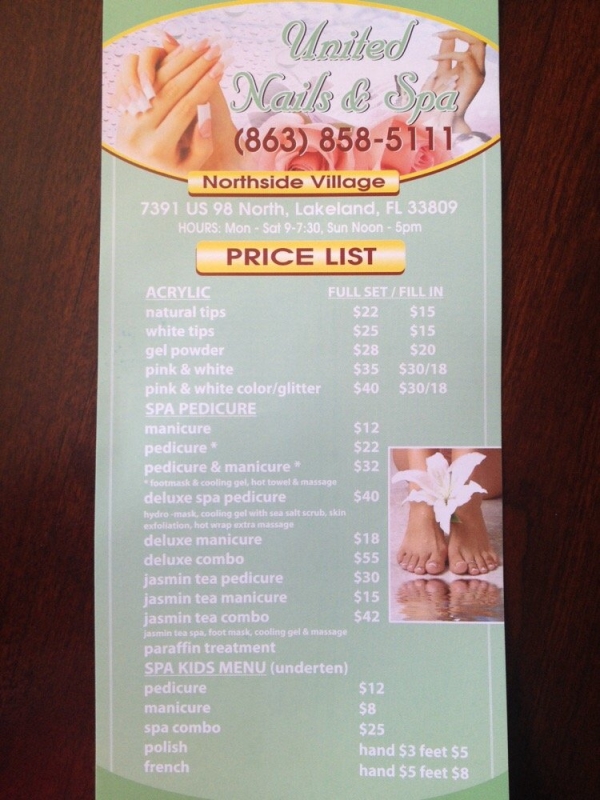 United
Nails & Spa
(863) 858-5111
Northside Village
7391 US 98 North, Lakeland, FL 33809
HOURS: Mon - Sat 9-7:30, Sun Noon - 5pm
PRICE LIST
ACRYLIC FULL SET / FILL IN
natural tips $22 $15
white tips $25 $15
gel powder $28 $20
pink & white $35 $30/18
pink & white color/glitter $40 $30/18
SPA PEDICURE
manicure $12
pedicure * $22
pedicure & manicure * $32
* footmask & cooling gel, hot towel & massage
deluxe spa pedicure $40
hydro -mask, cooling gel with sea salt scrub, skin
exfoliation, hot wrap extra massage
deluxe manicure $18
deluxe combo $55
jasmin tea pedicure $30
jasmin tea manicure $15
jasmin tea combo $42
jasmin tea spa, foot mask, cooling gel & massage
paraffin treatment
SPA KIDS MENU (underten)
pedicure $12
manicure $8
spa combo $25
polish hand $3 feet $5
french hand $5 feet $8